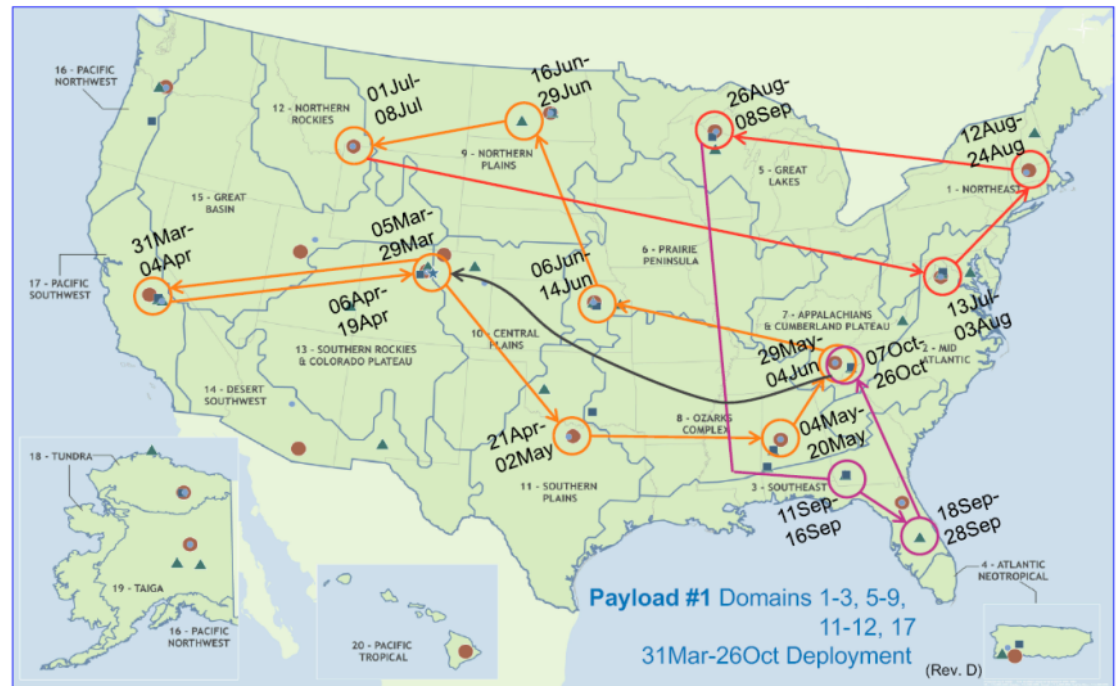 16 - PACIFIC
NORTHWEST
01Jul-
08Jul
16Jun-
29Jun
26Aug-
08Sep
12Aug-
24Aug
12 - NORTHERN
ROCKIES
9 - NORTHERN
PLAINS
5 - GREAT
LAKES
1 - NORTHEAST
15 - GREAT
BASIN
31Mar-
04Apr
05Mar-
29Mar
6 - PRAIRIE
PENINSULA
17 - PACIFIC
SOUTHWEST
06Apr-
19Apr
06Jun-
14Jun
13Jul-
03Aug
7 - APPALACHIANS
& CUMBERLAND PLATEAU
10 - CENTRAL
PLAINS
13 - SOUTHERN ROCKIES
& COLORADO PLATEAU
29May-
04Jun
07Oct-
26Oct
2 - MID
ATLANTIC
14 - DESERT
SOUTHWEST
21Apr-
02May
8 - OZARKS
COMPLEX
04May-
20May
18 - TUNDRA
11 - SOUTHERN
PLAINS
3 - SOUTHEAST
11Sep-
16Sep
18Sep-
28Sep
4 - ATLANTIC
NEOTROPICAL
19 - TAIGA
16 - PACIFIC
NORTHWEST
20 - PACIFIC
TROPICAL
Payload #1 Domains 1-3, 5-9,
11-12, 17
31Mar-26Oct Deployment
(Rev. D)